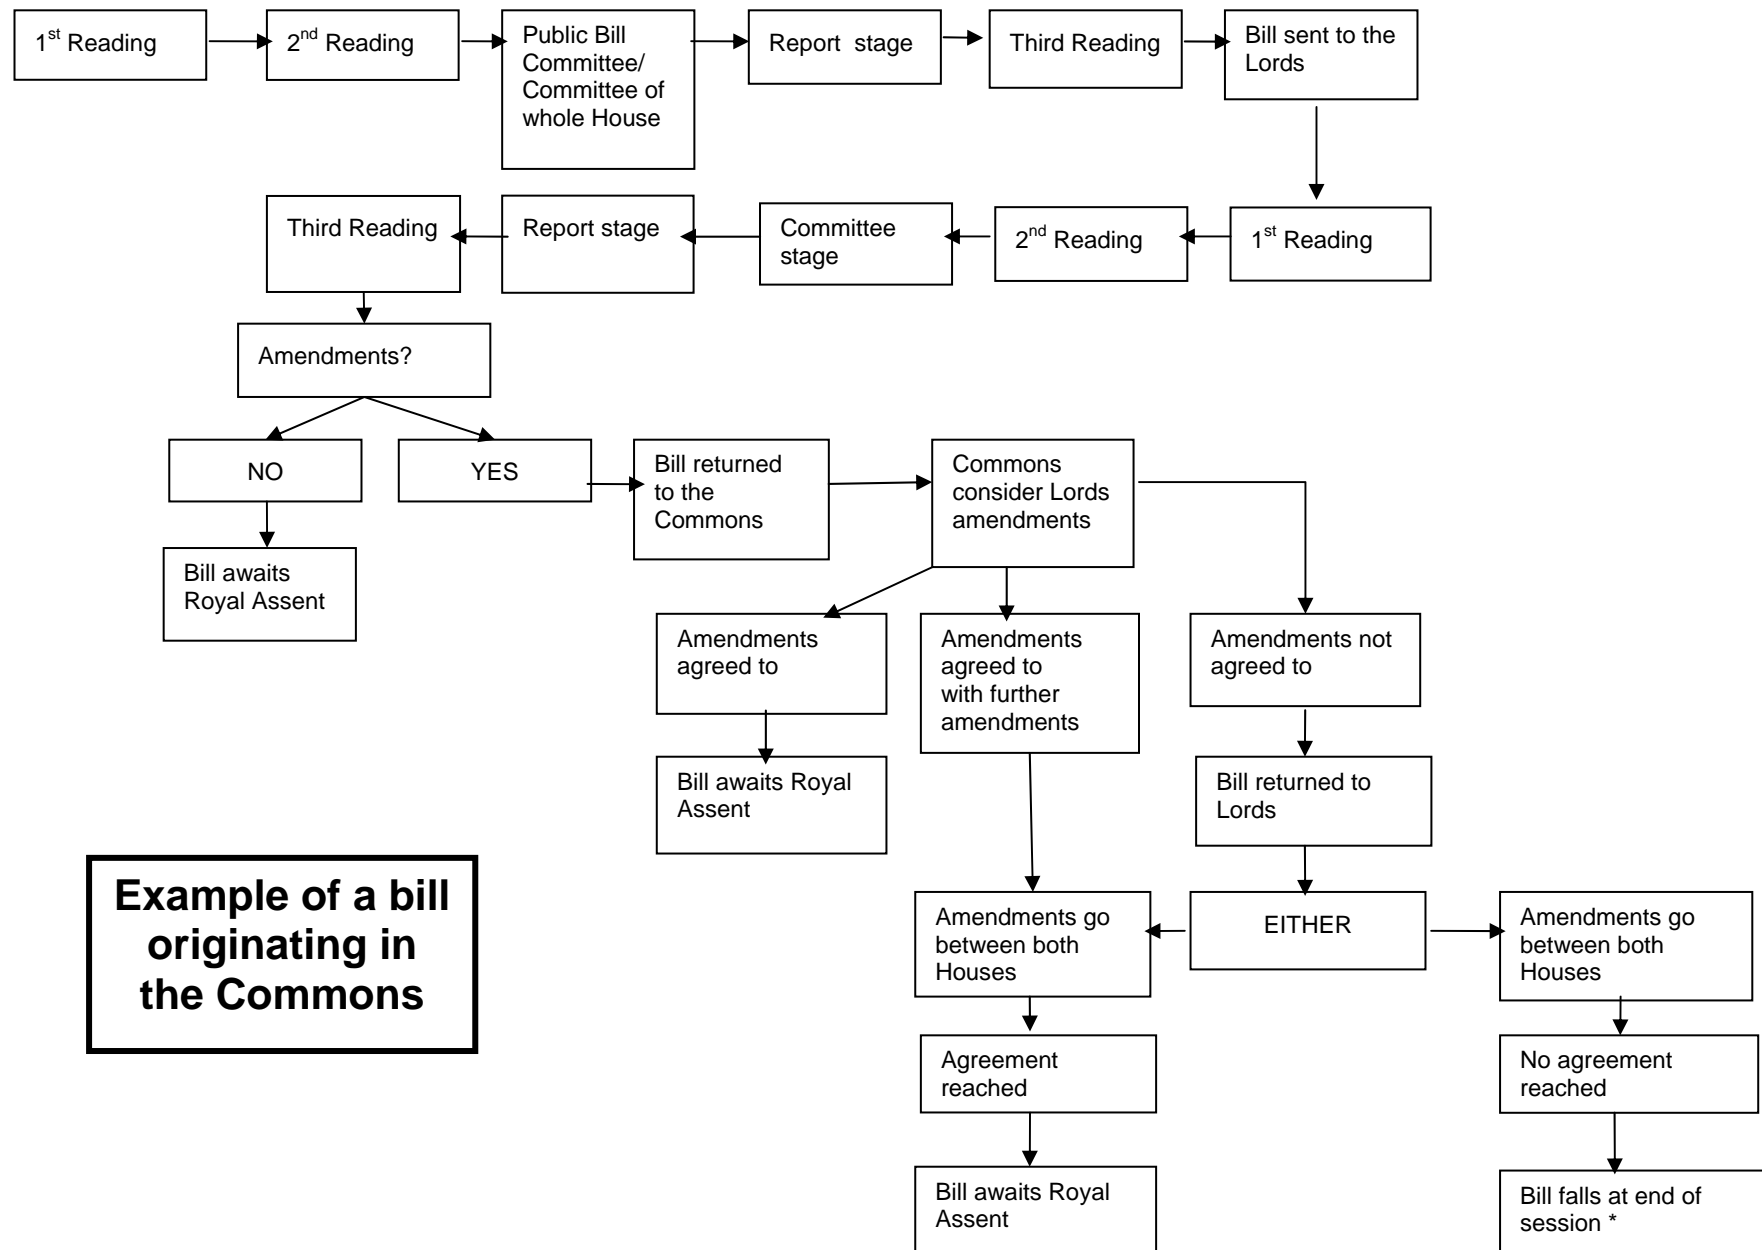 1st Reading
2nd Reading
Public Bill
Committee/
Committee of
whole House
Report stage
Third Reading
Bill sent to the
Lords
1st Reading
2nd Reading
Committee
stage
Report stage
Third Reading
Amendments?
NO
YES
Bill returned
to the
Commons
Commons
consider Lords
amendments
Bill awaits
Royal Assent
Amendments
agreed to
Amendments
agreed to
with further
amendments
Amendments not
agreed to
Bill awaits Royal
Assent
Bill returned to
Lords
Example of a bill
originating in
the Commons
Amendments go
between both
Houses
EITHER
Amendments go
between both
Houses
Agreement
reached
No agreement
reached
Bill awaits Royal
Assent
Bill falls at end of
session *